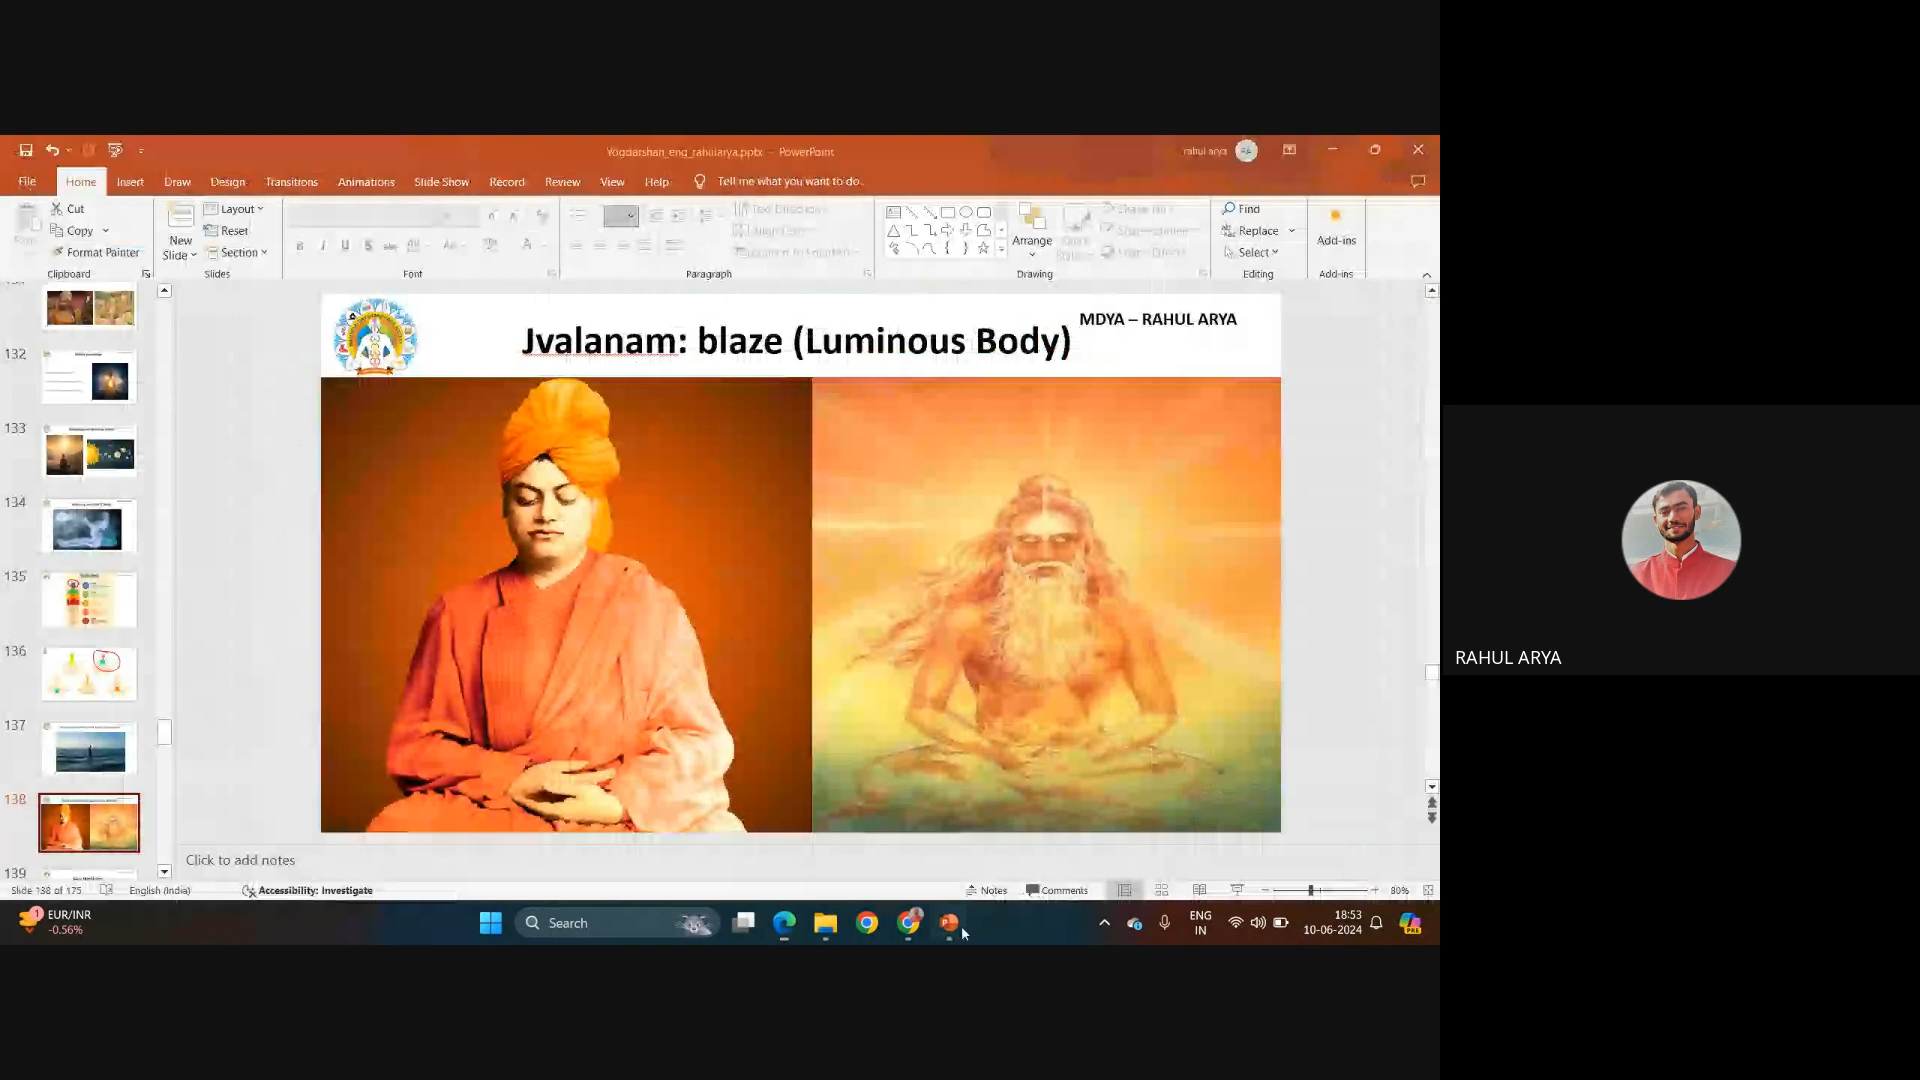 Yogdarshan_eng_rahularya.pptx – PowerPoint
rahul arya
File Home Insert Draw Design Transitions Animations Slide Show Record Review View Help Tell me what you want to do.
Cut
Copy
Format Painter
Clipboard
New
Slide
Layout
Reset
Section
Slides
Font
Paragraph
Arrange
Drawing
Find
Replace
Select
Editing
Add-ins
Add-ins
132
133
134
135
136
137
138
139
MDYA – RAHUL ARYA
Jvalanam: blaze (Luminous Body)
Click to add notes
Slide 138 of 175 English (India) Accessibility: Investigate Notes Comments 80%
1
EUR/INR
-0.56%
Search
ENG
IN
18:53
10-06-2024
RAHUL ARYA